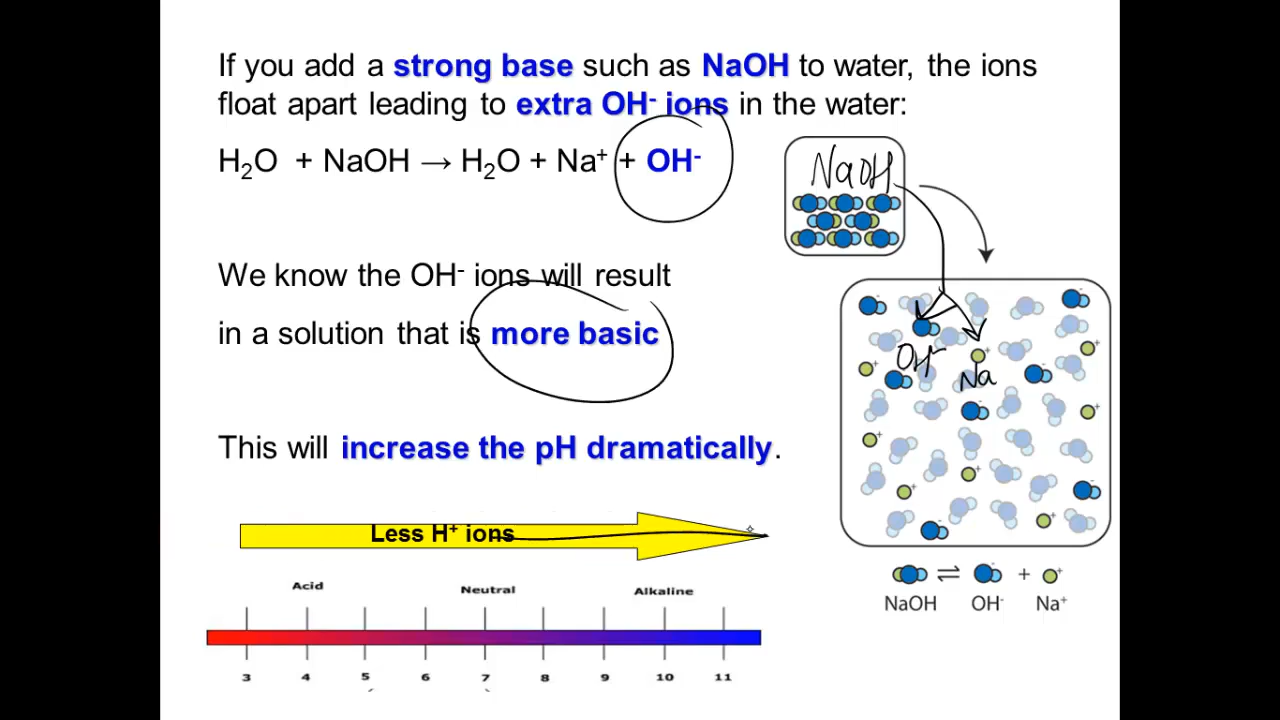 If you add a strong base such as NaOH to water, the ions
float apart leading to extra OH⁻ ions in the water:
H₂O + NaOH → H₂O + Na⁺ + OH⁻
NaOH
We know the OH⁻ ions will result
in a solution that is more basic
OH⁻
Na
This will increase the pH dramatically.
Less H⁺ ions
Acid Neutral Alkaline
3 4 5 6 7 8 9 10 11
⇌ +
NaOH OH⁻ Na⁺